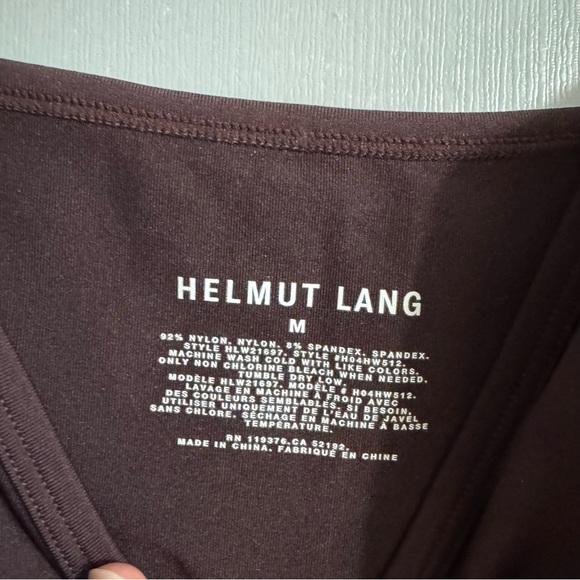 HELMUT LANG
M
92% NYLON, NYLON. 8% SPANDEX, SPANDEX.
STYLE HLW21697. STYLE #H04HW512.
MACHINE WASH COLD WITH LIKE COLORS.
ONLY NON CHLORINE BLEACH WHEN NEEDED.
TUMBLE DRY LOW.
MODÈLE HLW21697. MODÈLE # H04HW512.
LAVAGE EN MACHINE À FROID AVEC
DES COULEURS SEMBLABLES. SI BESOIN,
UTILISER UNIQUEMENT DE L'EAU DE JAVEL
SANS CHLORE. SÉCHAGE EN MACHINE À BASSE
TEMPÉRATURE.
RN 119376.CA 52192.
MADE IN CHINA. FABRIQUÉ EN CHINE